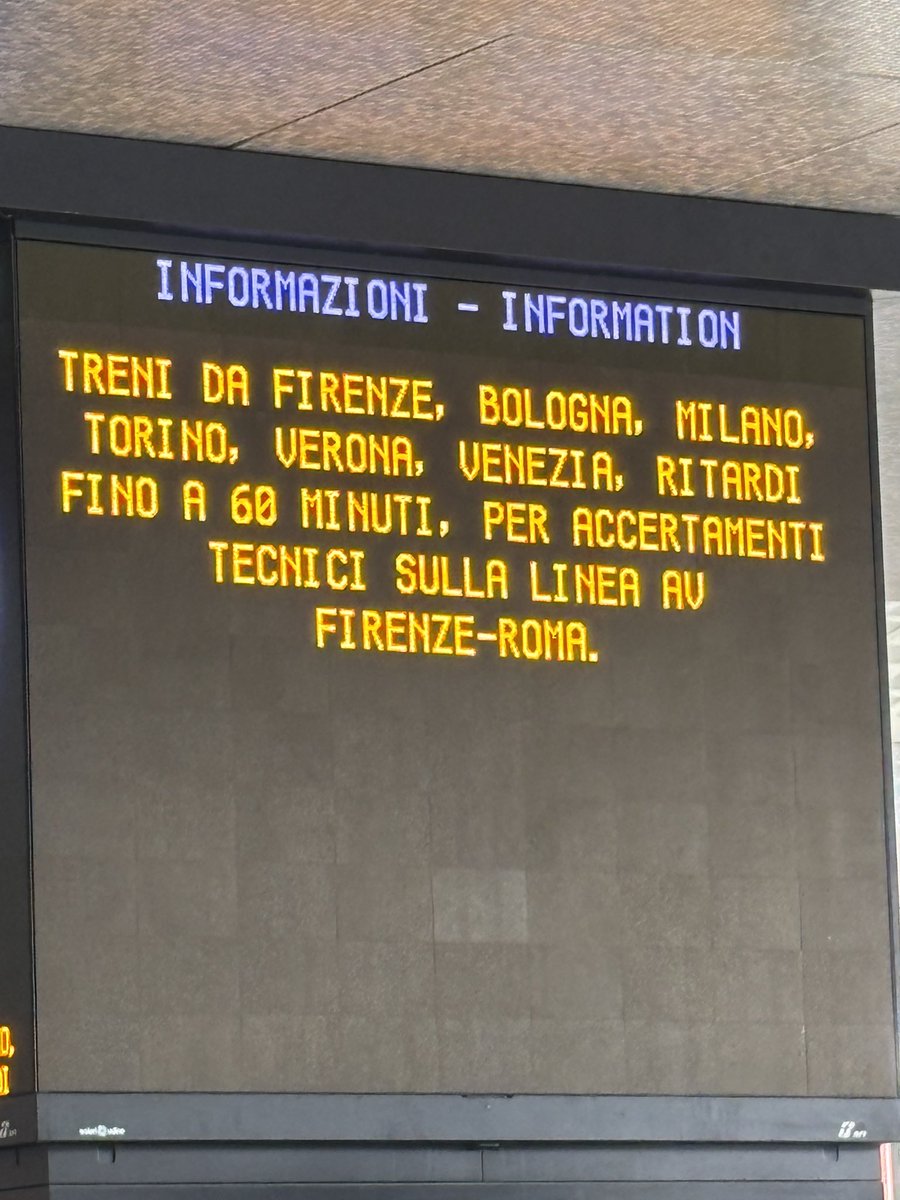 INFORMAZIONI - INFORMATION
TRENI DA FIRENZE, BOLOGNA, MILANO,
TORINO, VERONA, VENEZIA, RITARDI
FINO A 60 MINUTI, PER ACCERTAMENTI
TECNICI SULLA LINEA AV
FIRENZE-ROMA.